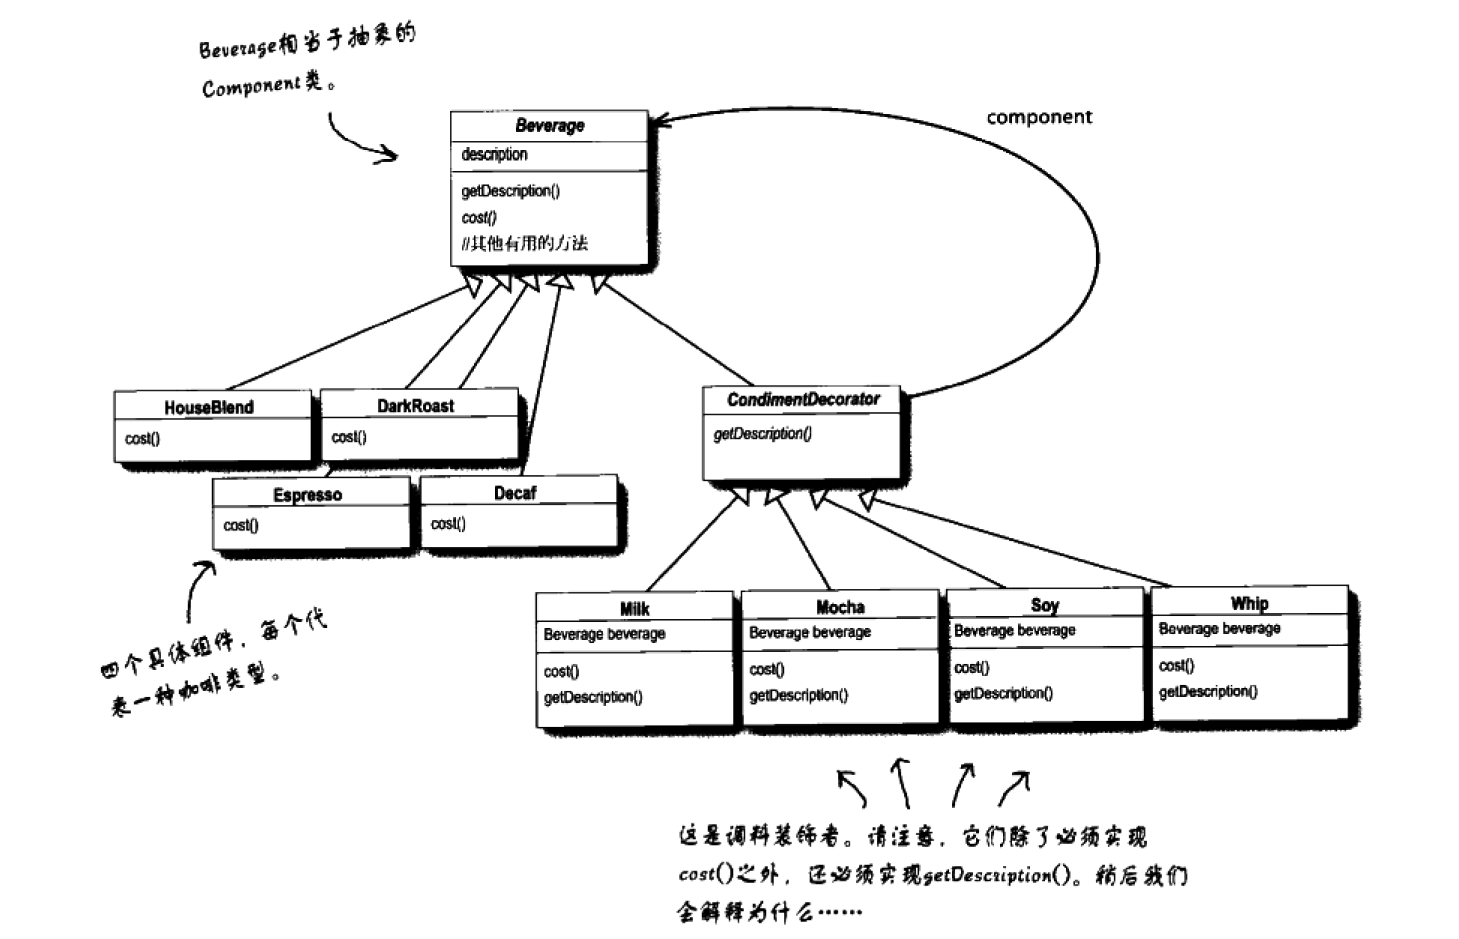 Beverage相当于抽象的
Component类。
component
Beverage
description
getDescription()
cost()
//其他有用的方法
HouseBlend
cost()
DarkRoast
cost()
CondimentDecorator
getDescription()
Espresso
cost()
Decaf
cost()
四个具体组件，每个代
表一种咖啡类型。
Milk
Beverage beverage
cost()
getDescription()
Mocha
Beverage beverage
cost()
getDescription()
Soy
Beverage beverage
cost()
getDescription()
Whip
Beverage beverage
cost()
getDescription()
这是调料装饰者。请注意，它们除了必须实现
cost()之外，还必须实现getDescription()。稍后我们
会解释为什么……